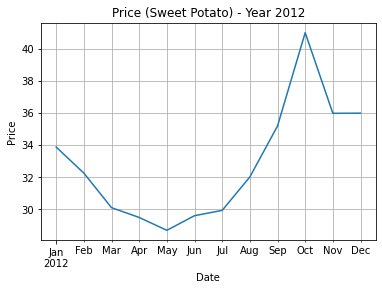 Price (Sweet Potato) - Year 2012
Price
40
38
36
34
32
30
Jan Feb Mar Apr May Jun Jul Aug Sep Oct Nov Dec
2012
Date